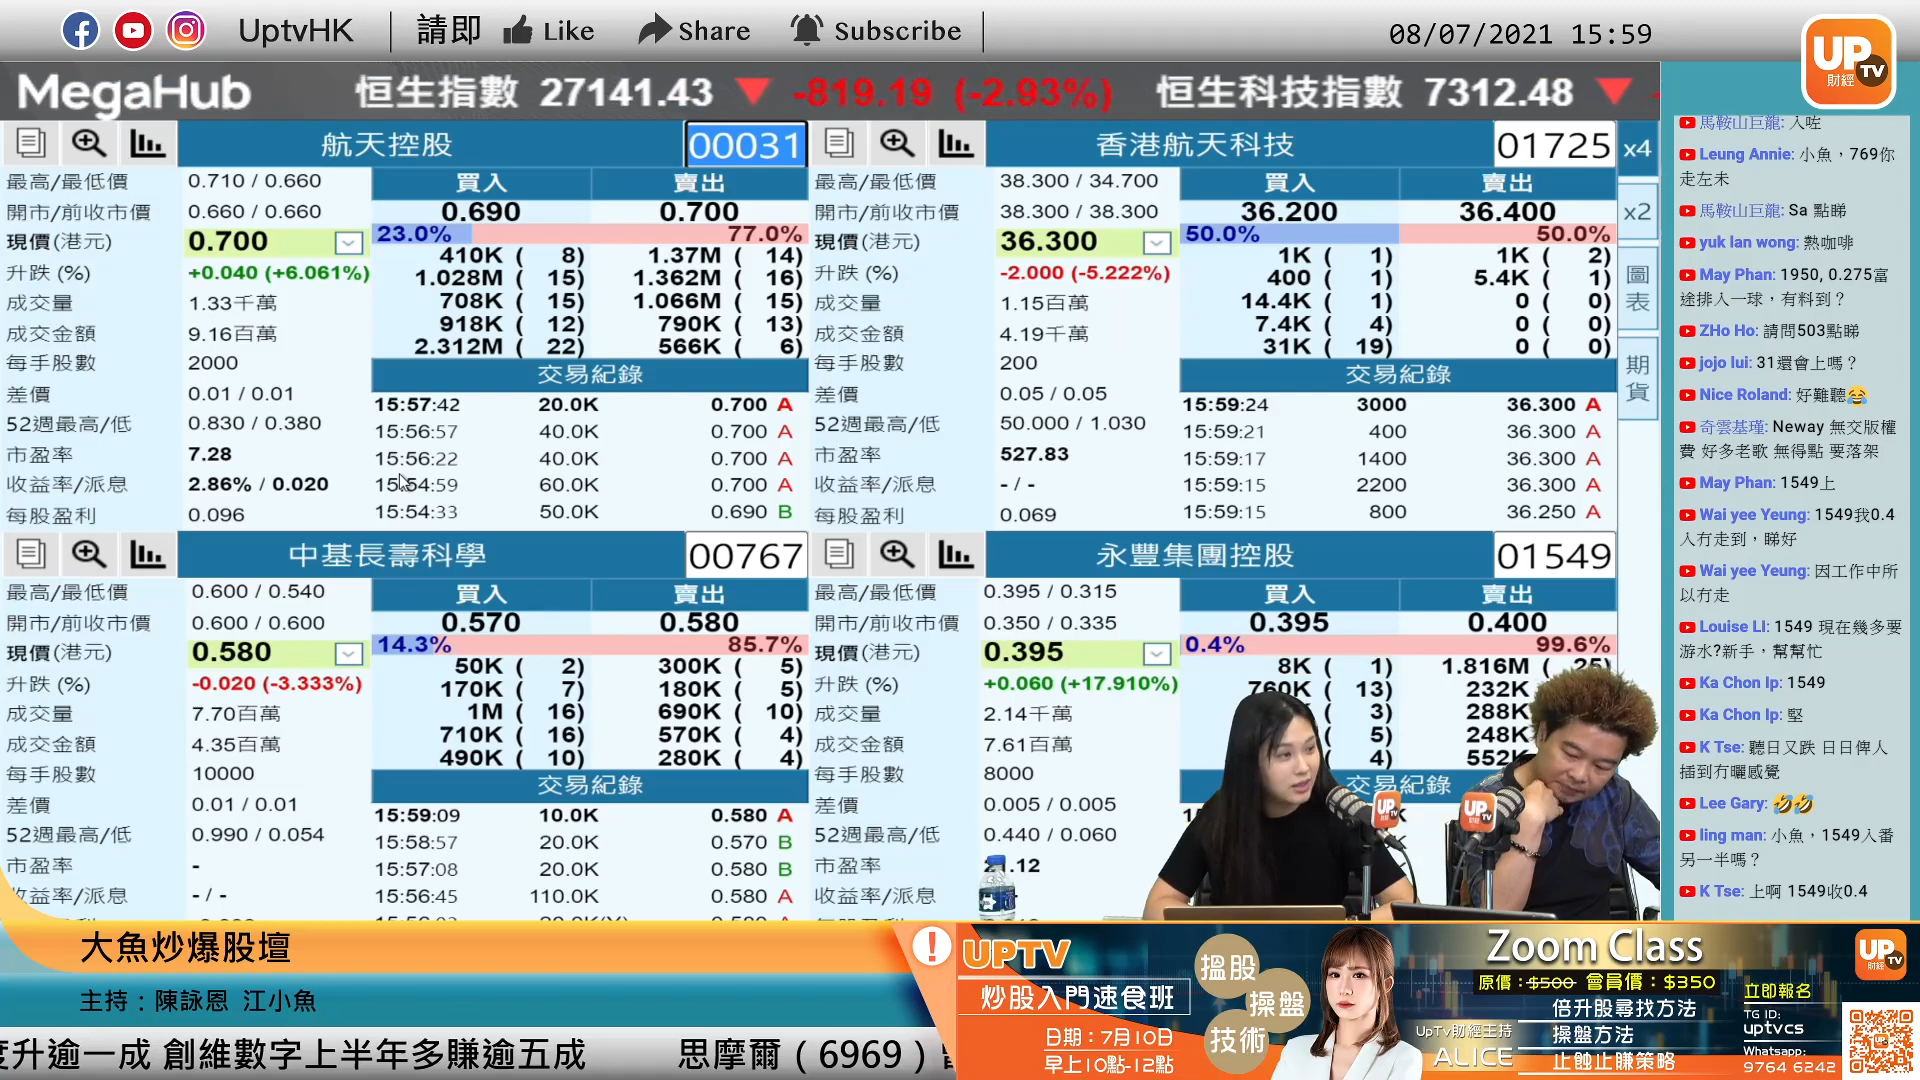 UptvHK 請即 Like Share Subscribe 08/07/2021 15:59
UPTV 財經
MegaHub 恒生指數 27141.43 -819.19 (-2.93%) 恒生科技指數 7312.48
航天控股 00031
最高/最低價 0.710 / 0.660
開市/前收市價 0.660 / 0.660
現價(港元) 0.700
升跌 (%) +0.040 (+6.061%)
成交量 1.33千萬
成交金額 9.16百萬
每手股數 2000
差價 0.01 / 0.01
52週最高/低 0.830 / 0.380
市盈率 7.28
收益率/派息 2.86% / 0.020
每股盈利 0.096
買入 賣出
0.690 0.700
23.0% 77.0%
410K ( 8) 1.37M ( 14)
1.028M ( 15) 1.362M ( 16)
708K ( 15) 1.066M ( 15)
918K ( 12) 790K ( 13)
2.312M ( 22) 566K ( 6)
交易紀錄
15:57:42 20.0K 0.700 A
15:56:57 40.0K 0.700 A
15:56:22 40.0K 0.700 A
15:54:59 60.0K 0.700 A
15:54:33 50.0K 0.690 B
香港航天科技 01725
最高/最低價 38.300 / 34.700
開市/前收市價 38.300 / 38.300
現價(港元) 36.300
升跌 (%) -2.000 (-5.222%)
成交量 1.15百萬
成交金額 4.19千萬
每手股數 200
差價 0.05 / 0.05
52週最高/低 50.000 / 1.030
市盈率 527.83
收益率/派息 - / -
每股盈利 0.069
買入 賣出
36.200 36.400
50.0% 50.0%
1K ( 1) 1K ( 2)
400 ( 1) 5.4K ( 1)
14.4K ( 1) 0 ( 0)
7.4K ( 4) 0 ( 0)
31K ( 19) 0 ( 0)
交易紀錄
15:59:24 3000 36.300 A
15:59:21 400 36.300 A
15:59:17 1400 36.300 A
15:59:15 2200 36.300 A
15:59:15 800 36.250 A
x4
x2
圖表
期貨
中基長壽科學 00767
最高/最低價 0.600 / 0.540
開市/前收市價 0.600 / 0.600
現價(港元) 0.580
升跌 (%) -0.020 (-3.333%)
成交量 7.70百萬
成交金額 4.35百萬
每手股數 10000
差價 0.01 / 0.01
52週最高/低 0.990 / 0.054
市盈率 -
收益率/派息 - / -
買入 賣出
0.570 0.580
14.3% 85.7%
50K ( 2) 300K ( 5)
170K ( 7) 180K ( 5)
1M ( 16) 690K ( 10)
710K ( 16) 570K ( 4)
490K ( 10) 280K ( 4)
交易紀錄
15:59:09 10.0K 0.580 A
15:58:57 20.0K 0.570 B
15:57:08 20.0K 0.580 B
15:56:45 110.0K 0.580 A
永豐集團控股 01549
最高/最低價 0.395 / 0.315
開市/前收市價 0.350 / 0.335
現價(港元) 0.395
升跌 (%) +0.060 (+17.910%)
成交量 2.14千萬
成交金額 7.61百萬
每手股數 8000
差價 0.005 / 0.005
52週最高/低 0.440 / 0.060
市盈率
收益率/派息
買入 賣出
0.395 0.400
0.4% 99.6%
8K ( 1) 1.816M ( 25)
760K ( 13) 232K
3) 288K
5) 248K
4) 552K
交易紀錄
馬鞍山巨龍: 入咗
Leung Annie: 小魚，769你
走左未
馬鞍山巨龍: Sa 點睇
yuk lan wong: 熱咖啡
May Phan: 1950, 0.275富
途排入一球，有料到？
ZHo Ho: 請問503點睇
jojo lui: 31還會上嗎？
Nice Roland: 好難聽😂
奇雲基瑾: Neway 無交版權
費 好多老歌 無得點 要落架
May Phan: 1549上
Wai yee Yeung: 1549我0.4
入冇走到，睇好
Wai yee Yeung: 因工作中所
以冇走
Louise LI: 1549 現在幾多要
游水?新手，幫幫忙
Ka Chon Ip: 1549
Ka Chon Ip: 堅
K Tse: 聽日又跌 日日俾人
插到冇曬感覺
Lee Gary: 🤣🤣
ling man: 小魚，1549入番
另一半嗎？
K Tse: 上啊 1549收0.4
大魚炒爆股壇
主持：陳詠恩 江小魚
度升逾一成 創維數字上半年多賺逾五成 思摩爾（6969）
UPTV
炒股入門速食班
日期：7月10日
早上10點-12點
搵股
操盤
技術
Zoom Class
原價：$500 會員價：$350
倍升股尋找方法
操盤方法
止蝕止賺策略
UpTV財經主持
ALICE
UPTV 財經
立即報名
TG ID:
uptvcs
Whatsapp:
9764 6242